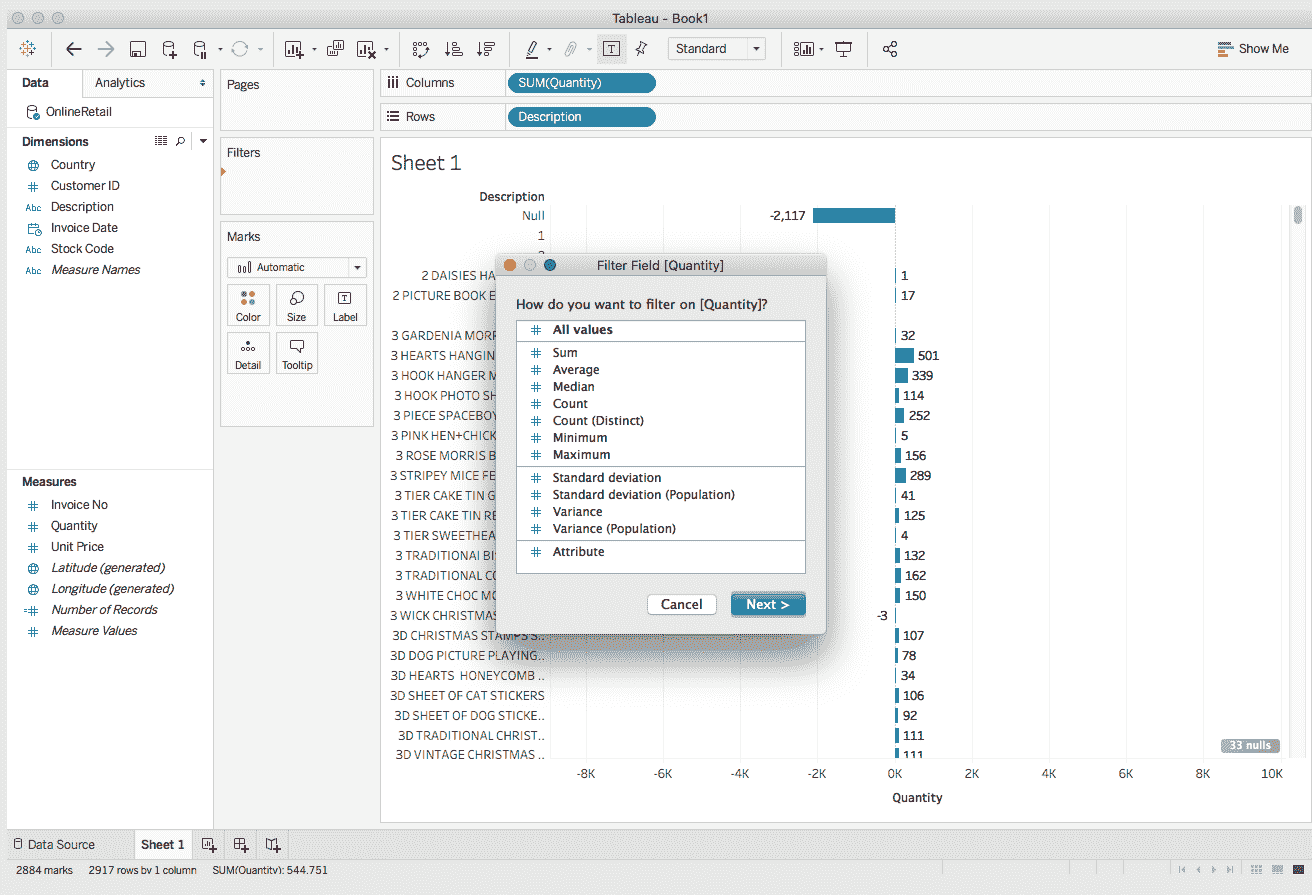 Tableau - Book1
Standard
Show Me
Data
Analytics
OnlineRetail
Dimensions
Country
Customer ID
Abc Description
Invoice Date
Abc Stock Code
Abc Measure Names
Measures
Invoice No
Quantity
Unit Price
Latitude (generated)
Longitude (generated)
Number of Records
Measure Values
Pages
Filters
Marks
Automatic
Color
Size
Label
Detail
Tooltip
Columns
SUM(Quantity)
Rows
Description
Sheet 1
Description
Null -2,117
1
2 DAISIES HA 1
2 PICTURE BOOK E 17
3 GARDENIA MORR 32
3 HEARTS HANGIN 501
3 HOOK HANGER M 339
3 HOOK PHOTO SH 114
3 PIECE SPACEBOY 252
3 PINK HEN+CHICK 5
3 ROSE MORRIS B 156
3 STRIPEY MICE FE 289
3 TIER CAKE TIN G 41
3 TIER CAKE TIN RE 125
3 TIER SWEETHEA 4
3 TRADITIONAl BI 132
3 TRADITIONAL CO 162
3 WHITE CHOC MO 150
3 WICK CHRISTMAS -3
3D CHRISTMAS STAMPS S.. 107
3D DOG PICTURE PLAYING.. 78
3D HEARTS HONEYCOMB .. 34
3D SHEET OF CAT STICKERS 106
3D SHEET OF DOG STICKE.. 92
3D TRADITIONAL CHRIST.. 111
3D VINTAGE CHRISTMAS .. 111
33 nulls
-8K -6K -4K -2K 0K 2K 4K 6K 8K 10K
Quantity
Filter Field [Quantity]
How do you want to filter on [Quantity]?
All values
Sum
Average
Median
Count
Count (Distinct)
Minimum
Maximum
Standard deviation
Standard deviation (Population)
Variance
Variance (Population)
Attribute
Cancel
Next >
Data Source
Sheet 1
2884 marks 2917 rows by 1 column SUM(Quantity): 544,751